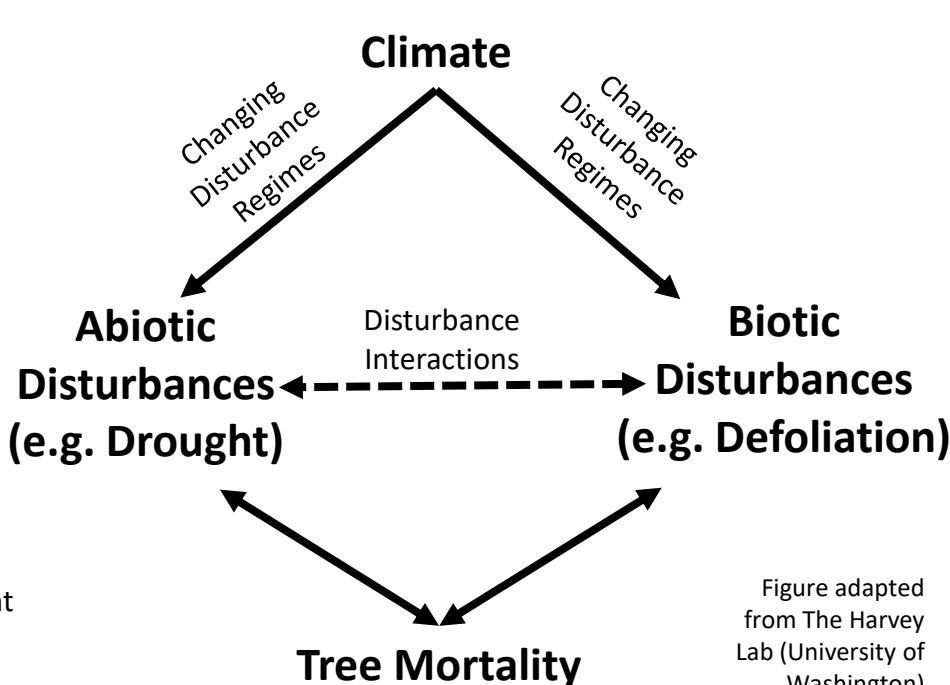 Climate
Changing
Disturbance
Regimes
Changing
Disturbance
Regimes
Abiotic
Disturbances
(e.g. Drought)
Disturbance
Interactions
Biotic
Disturbances
(e.g. Defoliation)
Tree Mortality
Figure adapted
from The Harvey
Lab (University of
Washington)